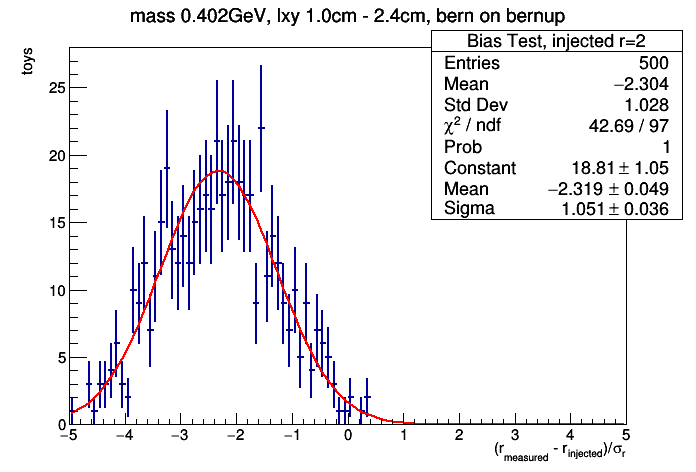 mass 0.402GeV, lxy 1.0cm - 2.4cm, bern on bernup
Bias Test, injected r=2
Entries 500
Mean −2.304
Std Dev 1.028
χ² / ndf 42.69 / 97
Prob 1
Constant 18.81 ± 1.05
Mean −2.319 ± 0.049
Sigma 1.051 ± 0.036
toys
25
20
15
10
5
0
−5 −4 −3 −2 −1 0 1 2 3 4 5
(r_measured - r_injected)/σ_r